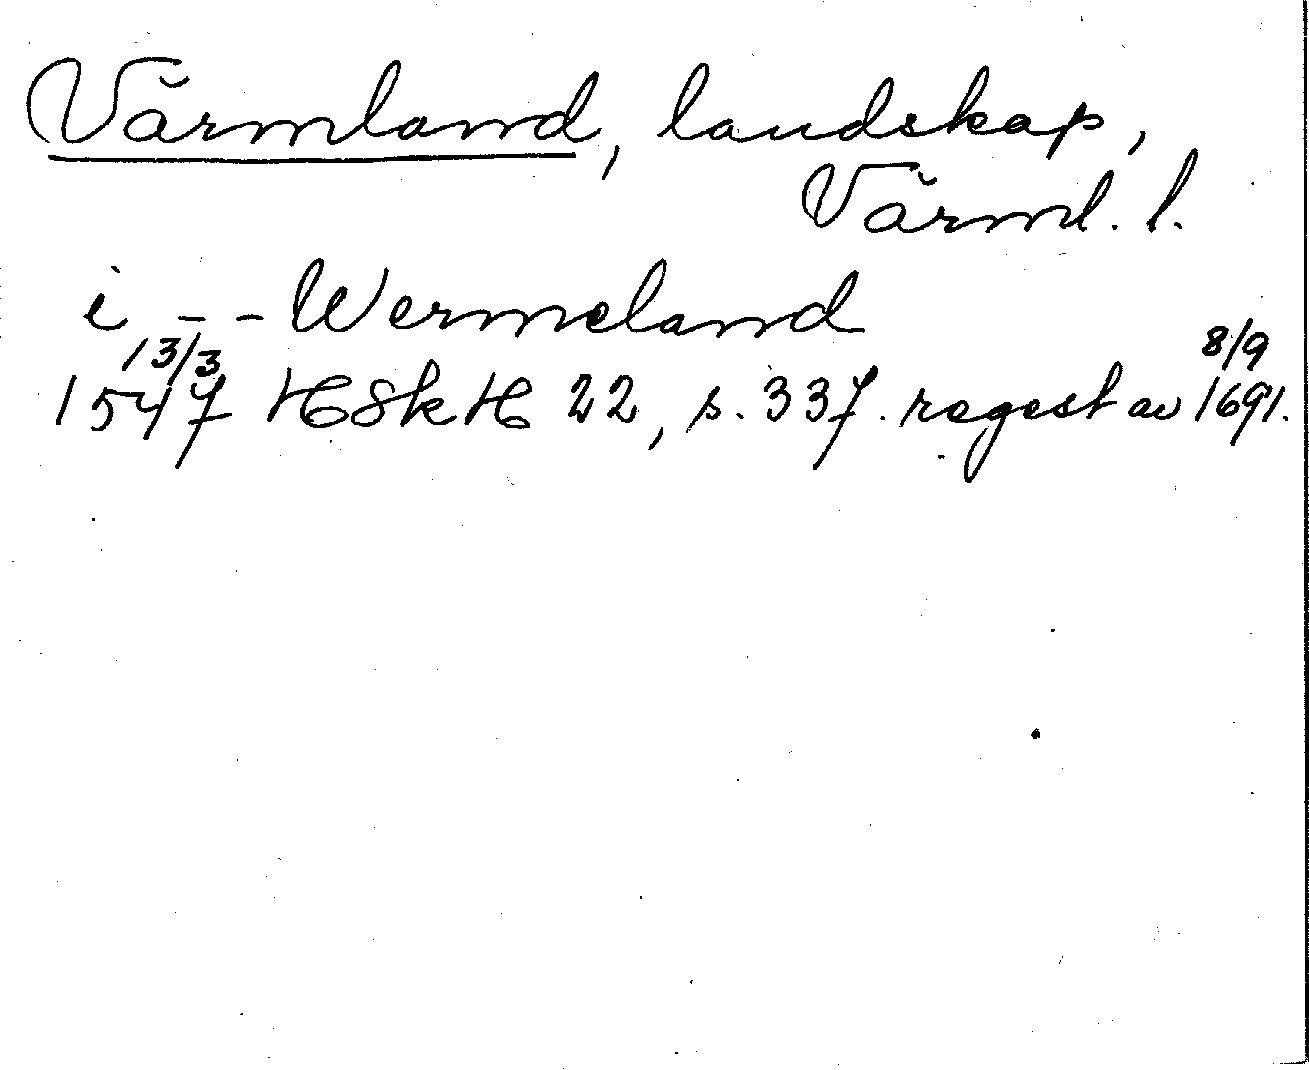 Värmland, landskap,
Värml. l.
i - - Wermeland
13/3 8/9
1547 HSkH 22, s. 337. regest av 1691.